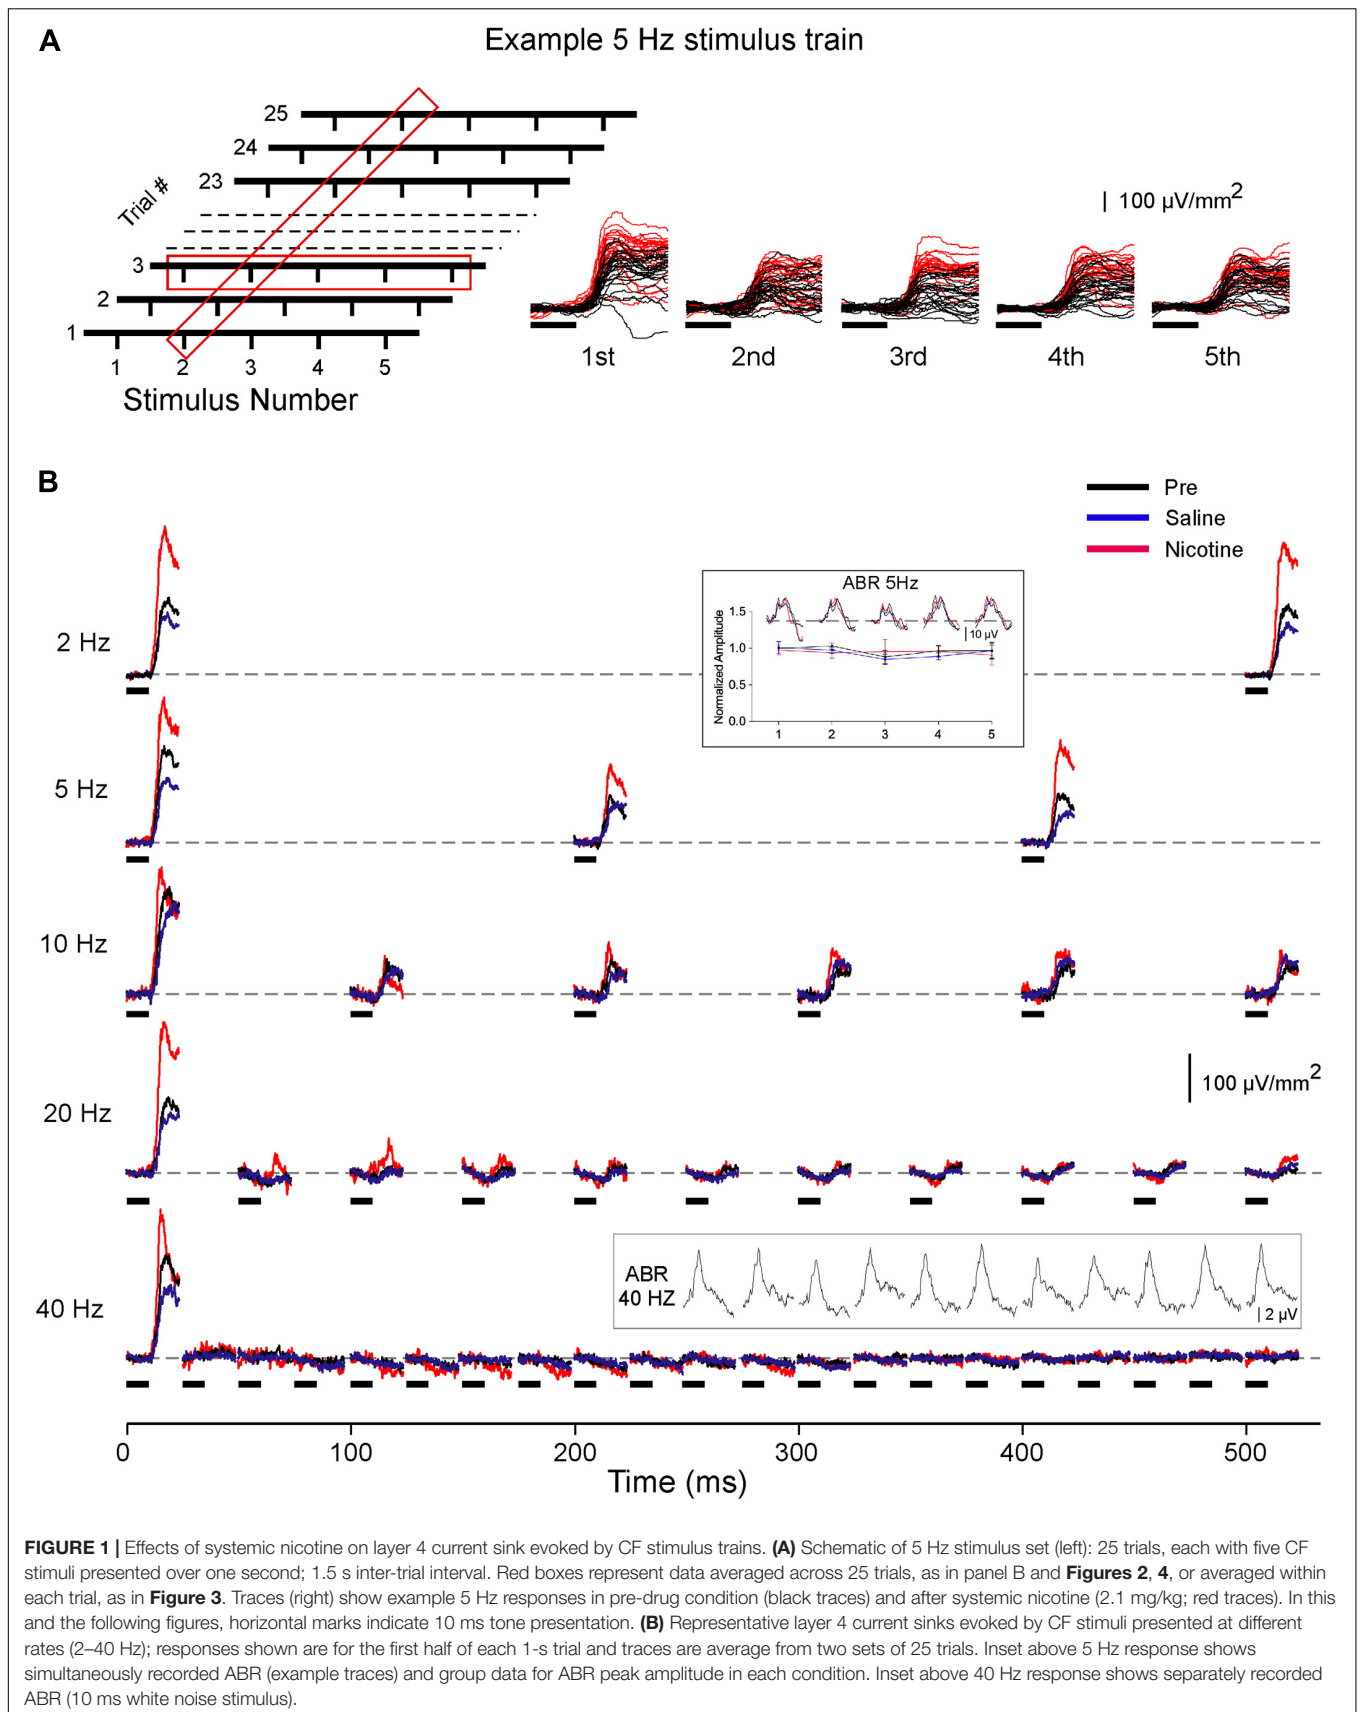 A
Example 5 Hz stimulus train
25
24
23
Trial #
3
2
1
1 2 3 4 5
Stimulus Number
100 µV/mm2
1st 2nd 3rd 4th 5th
B
Pre
Saline
Nicotine
2 Hz
ABR 5Hz
Normalized Amplitude
1.5
1.0
0.5
0.0
10 µV
1 2 3 4 5
5 Hz
10 Hz
20 Hz
100 µV/mm2
40 Hz
ABR
40 HZ
2 µV
0 100 200 300 400 500
Time (ms)
FIGURE 1 | Effects of systemic nicotine on layer 4 current sink evoked by CF stimulus trains. (A) Schematic of 5 Hz stimulus set (left): 25 trials, each with five CF
stimuli presented over one second; 1.5 s inter-trial interval. Red boxes represent data averaged across 25 trials, as in panel B and Figures 2, 4, or averaged within
each trial, as in Figure 3. Traces (right) show example 5 Hz responses in pre-drug condition (black traces) and after systemic nicotine (2.1 mg/kg; red traces). In this
and the following figures, horizontal marks indicate 10 ms tone presentation. (B) Representative layer 4 current sinks evoked by CF stimuli presented at different
rates (2–40 Hz); responses shown are for the first half of each 1-s trial and traces are average from two sets of 25 trials. Inset above 5 Hz response shows
simultaneously recorded ABR (example traces) and group data for ABR peak amplitude in each condition. Inset above 40 Hz response shows separately recorded
ABR (10 ms white noise stimulus).